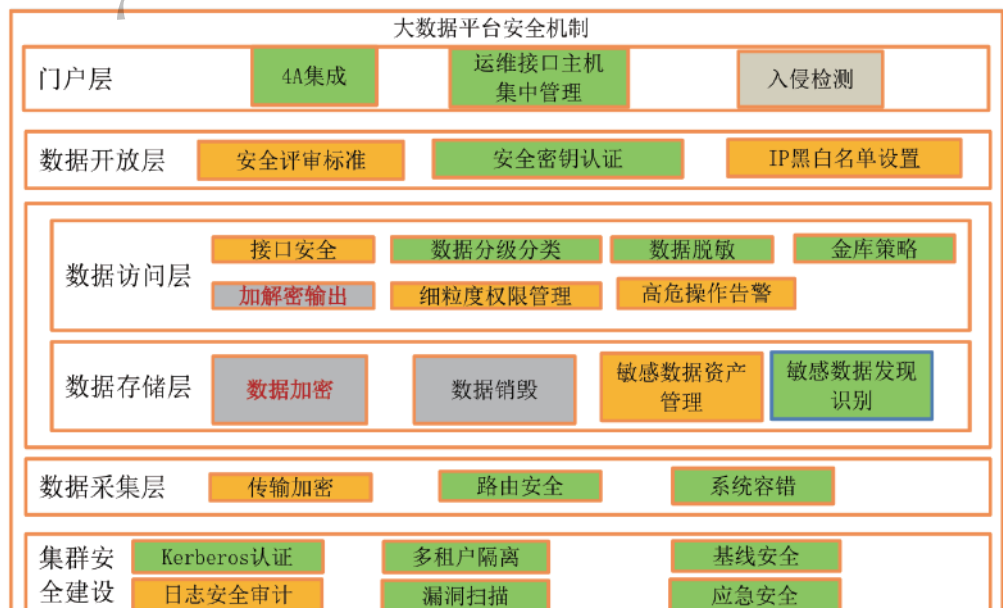 大数据平台安全机制
门户层
4A集成
运维接口主机
集中管理
入侵检测
数据开放层
安全评审标准
安全密钥认证
IP黑白名单设置
数据访问层
接口安全
数据分级分类
数据脱敏
金库策略
加解密输出
细粒度权限管理
高危操作告警
数据存储层
数据加密
数据销毁
敏感数据资产
管理
敏感数据发现
识别
数据采集层
传输加密
路由安全
系统容错
集群安
全建设
Kerberos认证
多租户隔离
基线安全
日志安全审计
漏洞扫描
应急安全